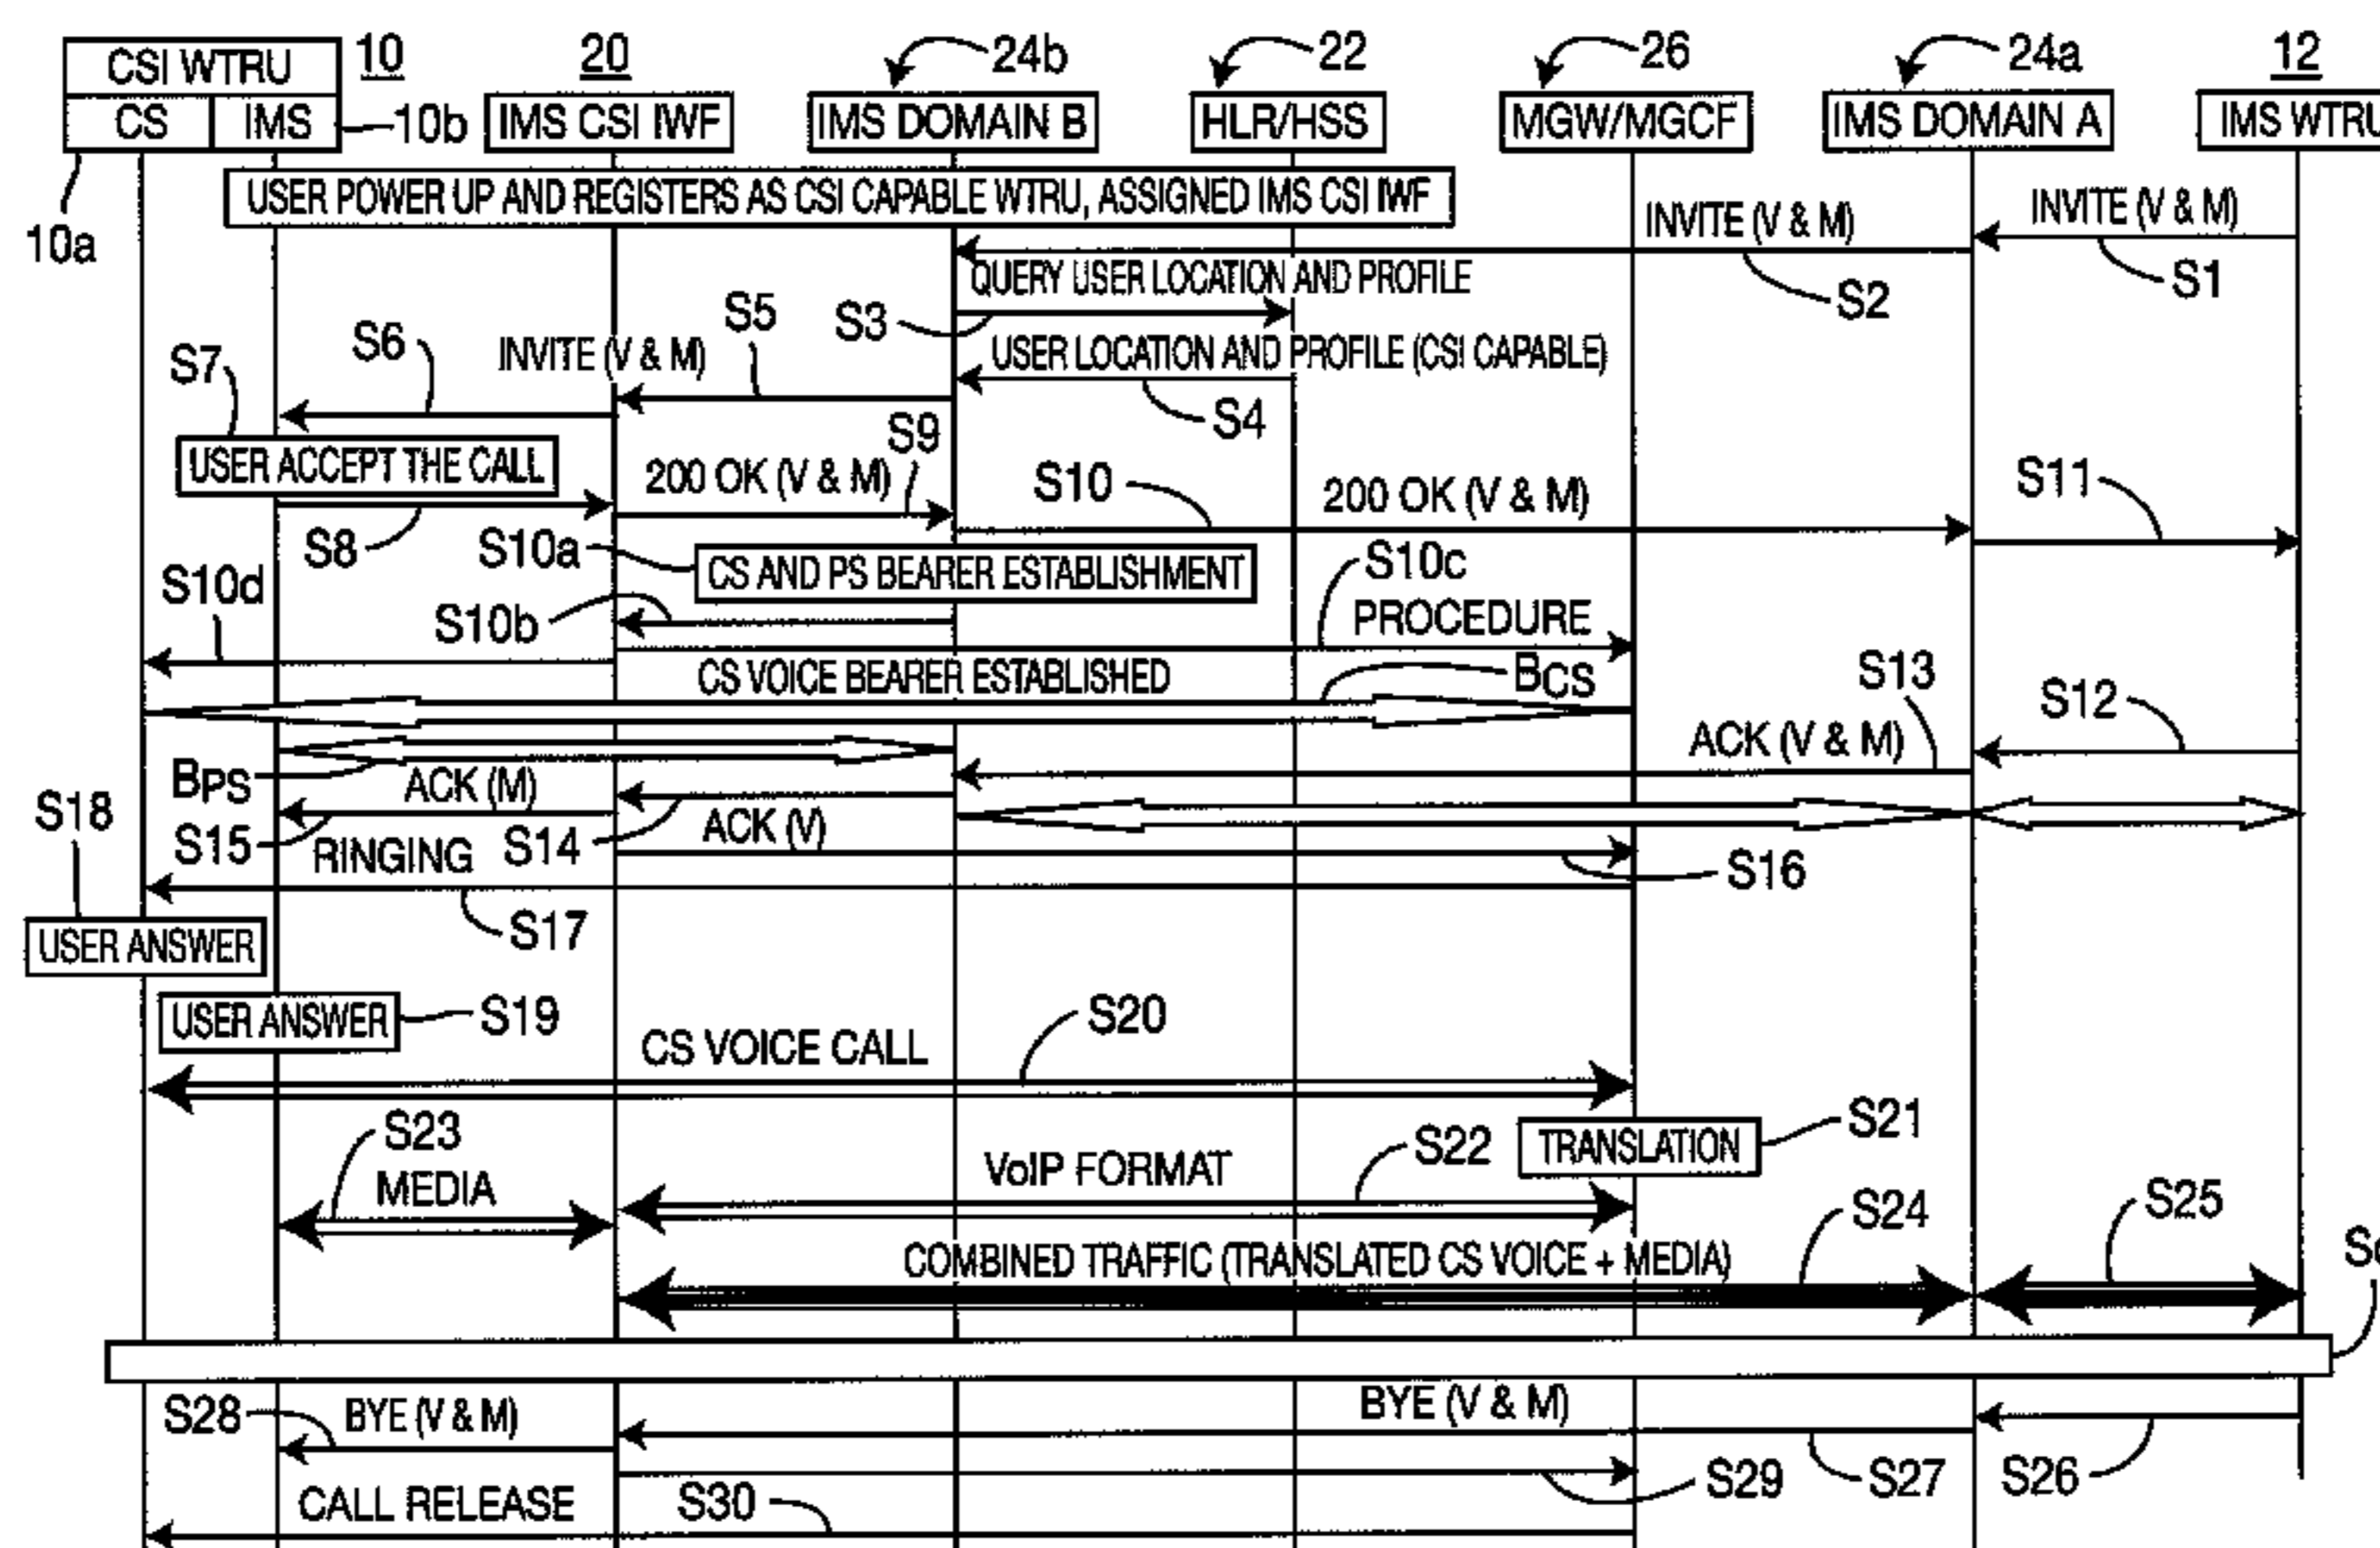 CSI WTRU 10 20 24b 22 26 24a 12
CS IMS 10b IMS CSI IWF IMS DOMAIN B HLR/HSS MGW/MGCF IMS DOMAIN A IMS WTRU
10a
USER POWER UP AND REGISTERS AS CSI CAPABLE WTRU, ASSIGNED IMS CSI IWF
INVITE (V & M) INVITE (V & M)
S2 S1
QUERY USER LOCATION AND PROFILE
S3
USER LOCATION AND PROFILE (CSI CAPABLE)
S4
S7 S6 INVITE (V & M) S5
USER ACCEPT THE CALL
S8
200 OK (V & M) S9
S10 200 OK (V & M) S11
S10a CS AND PS BEARER ESTABLISHMENT
S10d S10b S10c
PROCEDURE
CS VOICE BEARER ESTABLISHED BCS
S13 S12
ACK (V & M)
BPS ACK (M)
S18 S15 S14 ACK (V)
RINGING S16
S17
USER ANSWER
USER ANSWER S19
CS VOICE CALL S20
S23 S22 TRANSLATION S21
MEDIA VoIP FORMAT
S24 S25
COMBINED TRAFFIC (TRANSLATED CS VOICE + MEDIA)
S28 BYE (V & M) BYE (V & M)
S29 S27 S26
CALL RELEASE S30